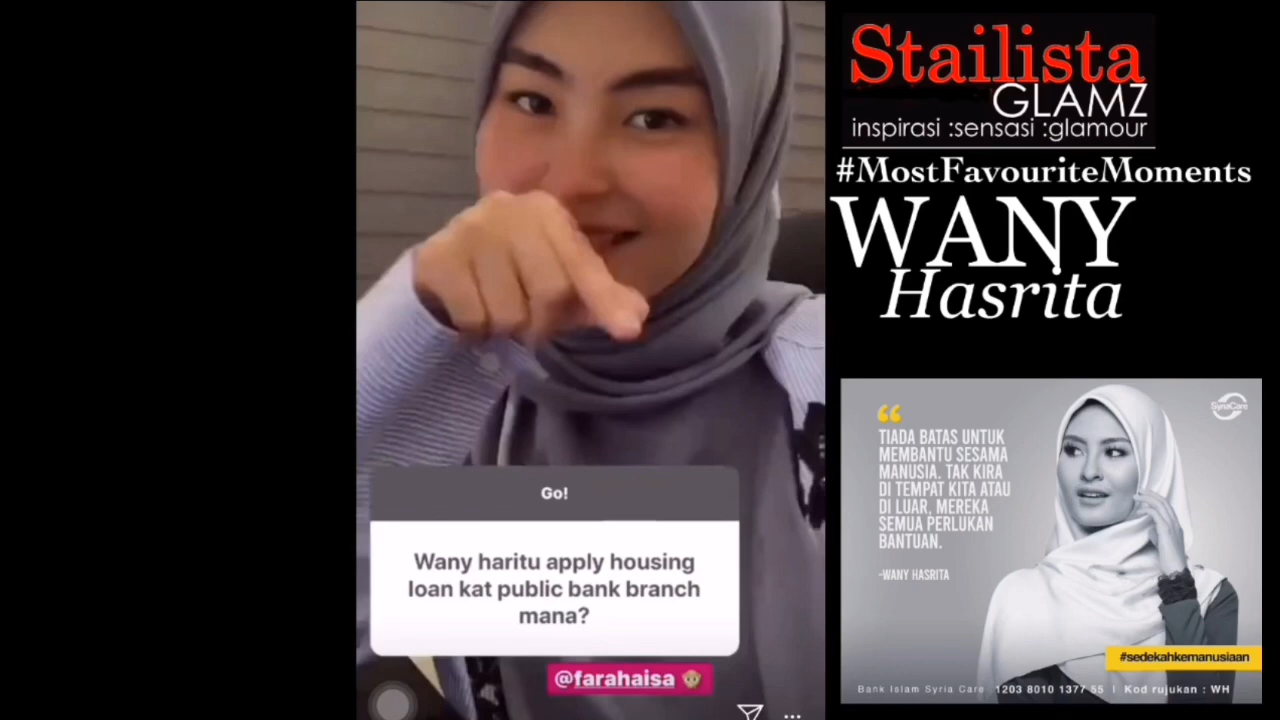 Go!
Wany haritu apply housing
loan kat public bank branch
mana?
@farahaisa
Stailista
GLAMZ
inspirasi :sensasi :glamour
#MostFavouriteMoments
WANY
Hasrita
SyriaCare
“
TIADA BATAS UNTUK
MEMBANTU SESAMA
MANUSIA. TAK KIRA
DI TEMPAT KITA ATAU
DI LUAR, MEREKA
SEMUA PERLUKAN
BANTUAN.
-WANY HASRITA
#sedekahkemanusiaan
Bank Islam Syria Care 1203 8010 1377 55 | Kod rujukan : WH